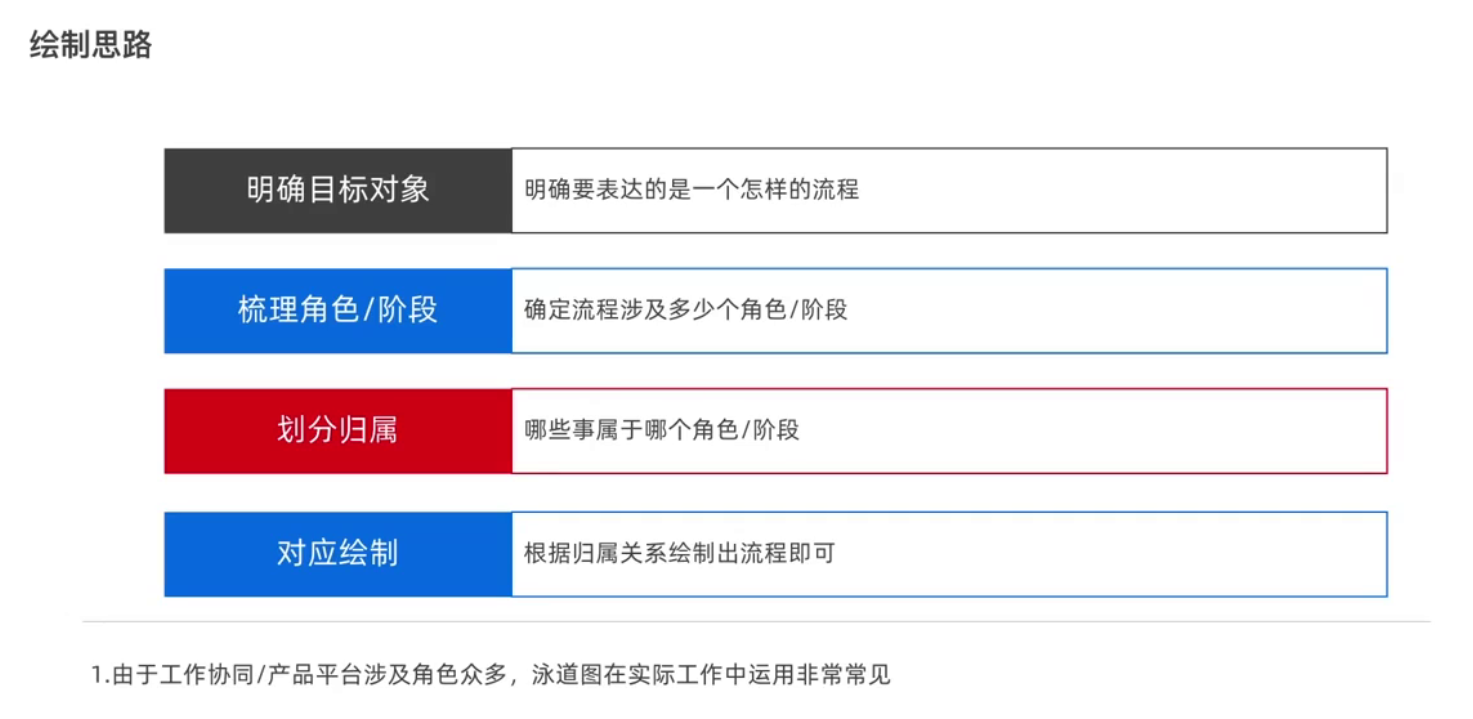 绘制思路
明确目标对象
明确要表达的是一个怎样的流程
梳理角色/阶段
确定流程涉及多少个角色/阶段
划分归属
哪些事属于哪个角色/阶段
对应绘制
根据归属关系绘制出流程即可
1.由于工作协同/产品平台涉及角色众多，泳道图在实际工作中运用非常常见